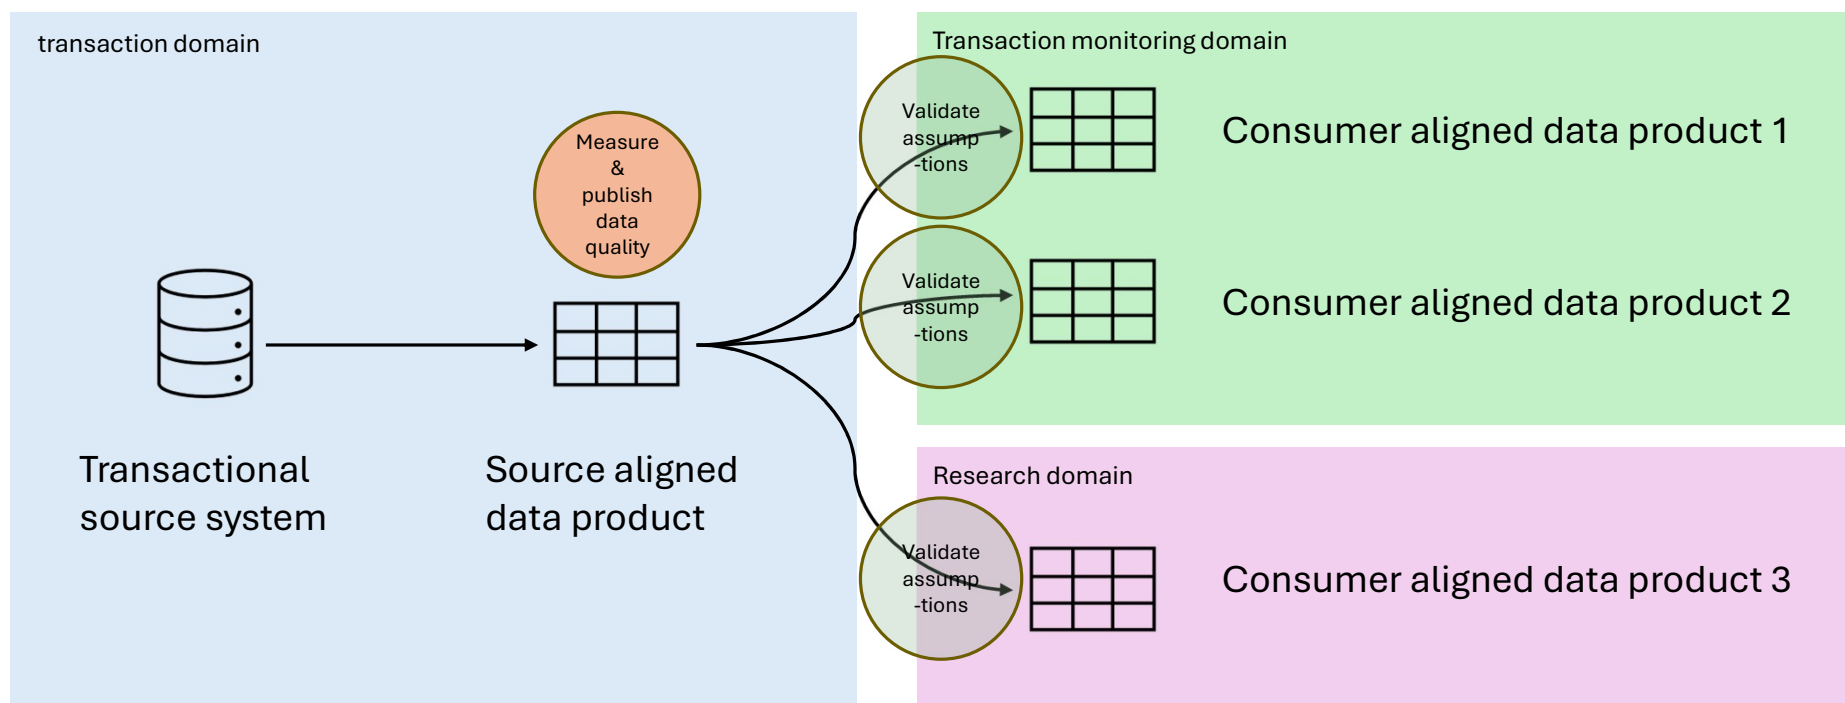 transaction domain
Measure
&
publish
data
quality
Transactional
source system
Source aligned
data product
Transaction monitoring domain
Validate
assump
-tions
Consumer aligned data product 1
Validate
assump
-tions
Consumer aligned data product 2
Research domain
Validate
assump
-tions
Consumer aligned data product 3